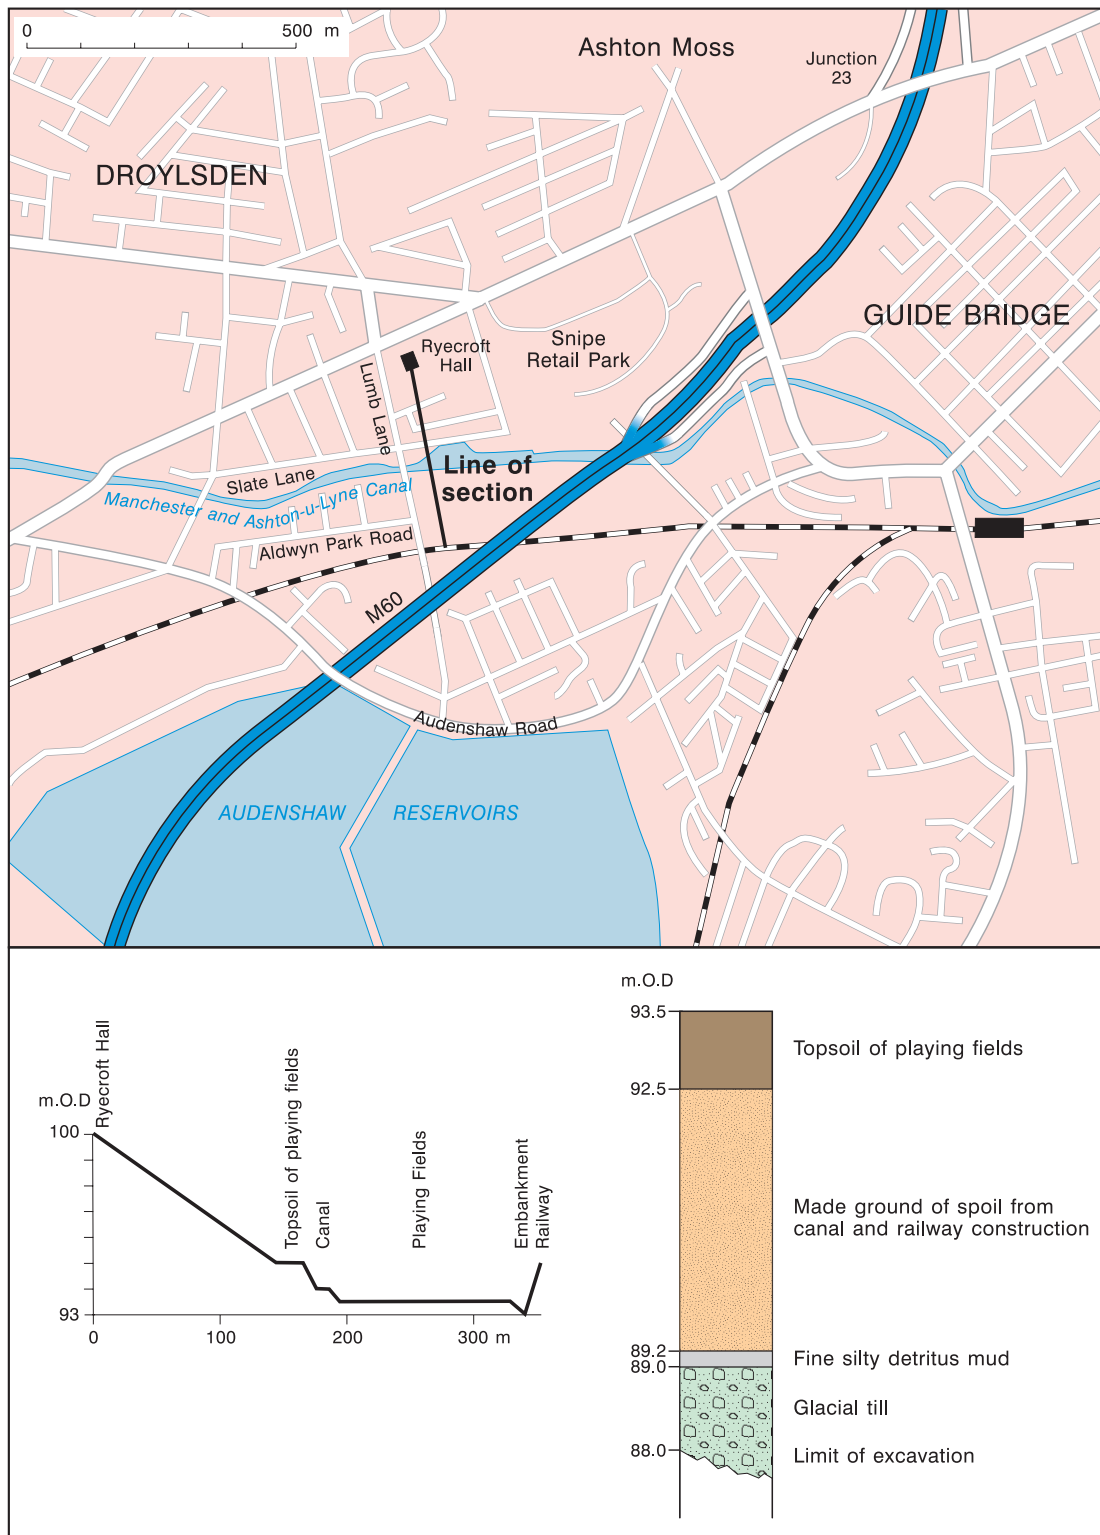 0 500 m
Ashton Moss
Junction
23
DROYLSDEN
GUIDE BRIDGE
Snipe
Retail Park
Ryecroft
Hall
Lumb Lane
Line of
section
Slate Lane
Manchester and Ashton-u-Lyne Canal
Aldwyn Park Road
M60
Audenshaw Road
AUDENSHAW RESERVOIRS
m.O.D
100
93
0 100 200 300 m
Ryecroft Hall
Topsoil of playing fields
Canal
Playing Fields
Embankment
Railway
m.O.D
93.5
Topsoil of playing fields
92.5
Made ground of spoil from
canal and railway construction
89.2
Fine silty detritus mud
89.0
Glacial till
88.0
Limit of excavation